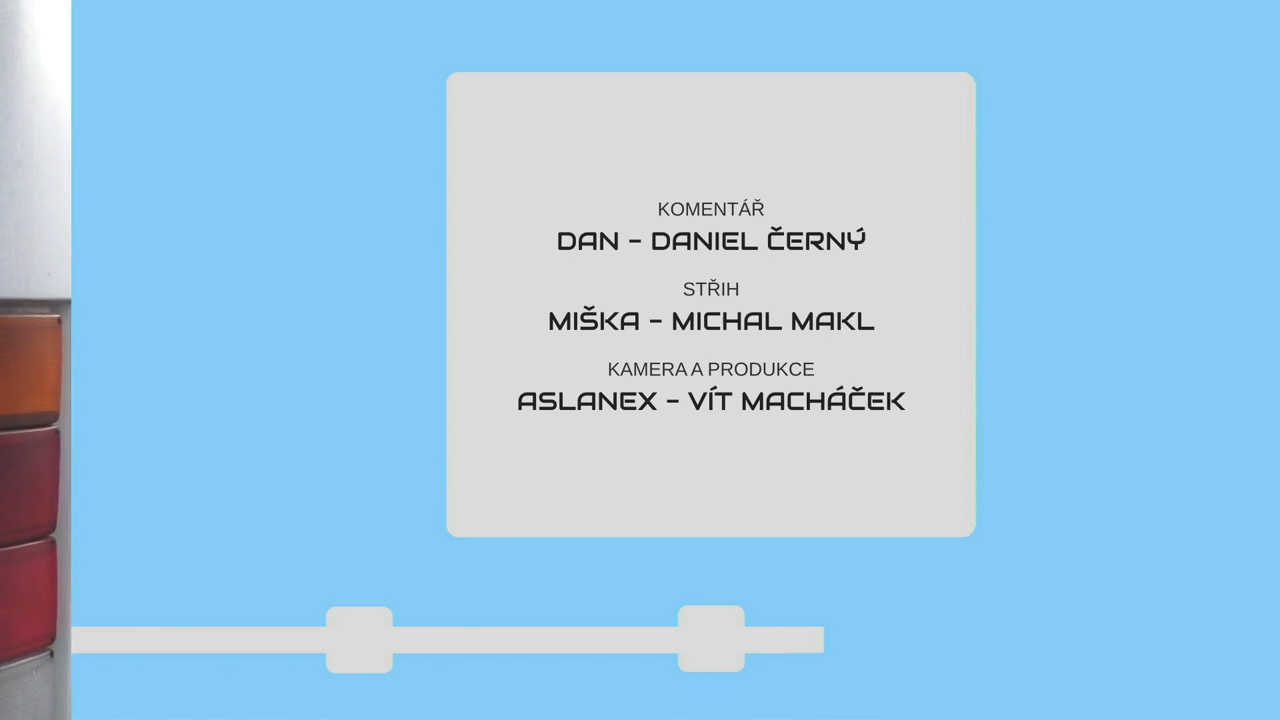 KOMENTÁŘ
DAN – DANIEL ČERNÝ
STŘIH
MIŠKA – MICHAL MAKL
KAMERA A PRODUKCE
ASLANEX – VÍT MACHÁČEK